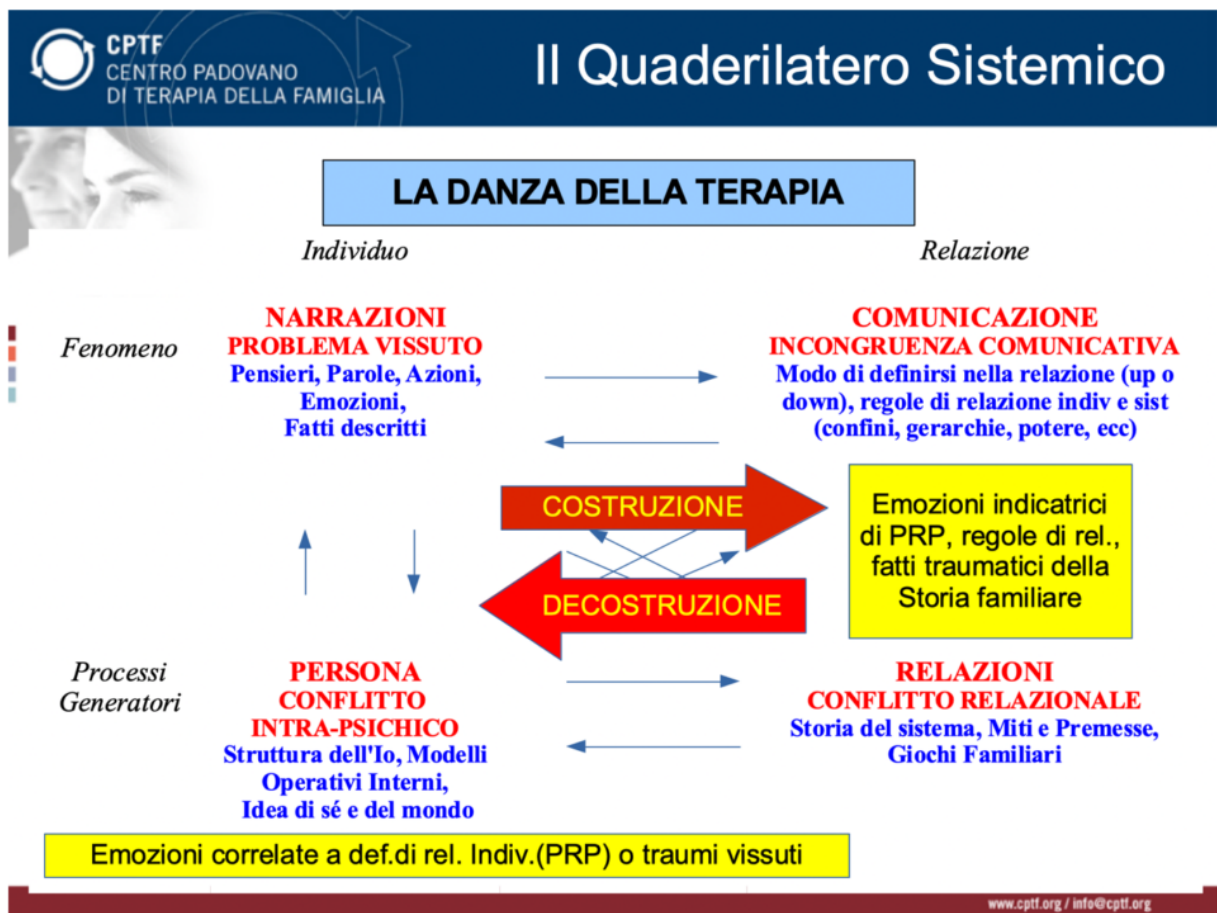 CPTF
CENTRO PADOVANO
DI TERAPIA DELLA FAMIGLIA
Il Quaderilatero Sistemico
LA DANZA DELLA TERAPIA
Individuo
Relazione
Fenomeno
NARRAZIONI
PROBLEMA VISSUTO
Pensieri, Parole, Azioni,
Emozioni,
Fatti descritti
COMUNICAZIONE
INCONGRUENZA COMUNICATIVA
Modo di definirsi nella relazione (up o
down), regole di relazione indiv e sist
(confini, gerarchie, potere, ecc)
COSTRUZIONE
DECOSTRUZIONE
Emozioni indicatrici
di PRP, regole di rel.,
fatti traumatici della
Storia familiare
Processi
Generatori
PERSONA
CONFLITTO
INTRA-PSICHICO
Struttura dell'Io, Modelli
Operativi Interni,
Idea di sé e del mondo
RELAZIONI
CONFLITTO RELAZIONALE
Storia del sistema, Miti e Premesse,
Giochi Familiari
Emozioni correlate a def.di rel. Indiv.(PRP) o traumi vissuti
www.cptf.org / info@cptf.org